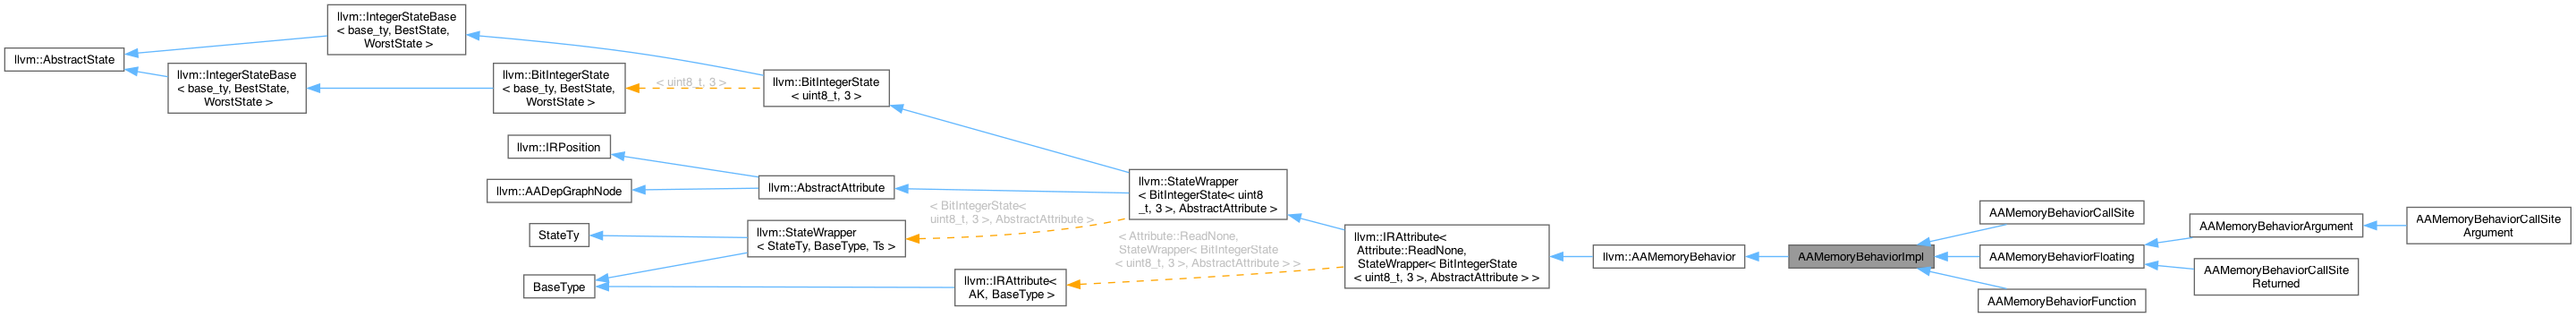 llvm::AbstractState
llvm::IntegerStateBase
< base_ty, BestState,
WorstState >
llvm::IntegerStateBase
< base_ty, BestState,
WorstState >
llvm::BitIntegerState
< base_ty, BestState,
WorstState >
< uint8_t, 3 >
llvm::BitIntegerState
< uint8_t, 3 >
llvm::IRPosition
llvm::AADepGraphNode
llvm::AbstractAttribute
StateTy
BaseType
llvm::StateWrapper
< StateTy, BaseType, Ts >
< BitIntegerState<
uint8_t, 3 >, AbstractAttribute >
llvm::IRAttribute<
AK, BaseType >
llvm::StateWrapper
< BitIntegerState< uint8
_t, 3 >, AbstractAttribute >
< Attribute::ReadNone,
StateWrapper< BitIntegerState
< uint8_t, 3 >, AbstractAttribute > >
llvm::IRAttribute<
Attribute::ReadNone,
StateWrapper< BitIntegerState
< uint8_t, 3 >, AbstractAttribute > >
llvm::AAMemoryBehavior
AAMemoryBehaviorImpl
AAMemoryBehaviorCallSite
AAMemoryBehaviorFloating
AAMemoryBehaviorFunction
AAMemoryBehaviorArgument
AAMemoryBehaviorCallSite
Returned
AAMemoryBehaviorCallSite
Argument